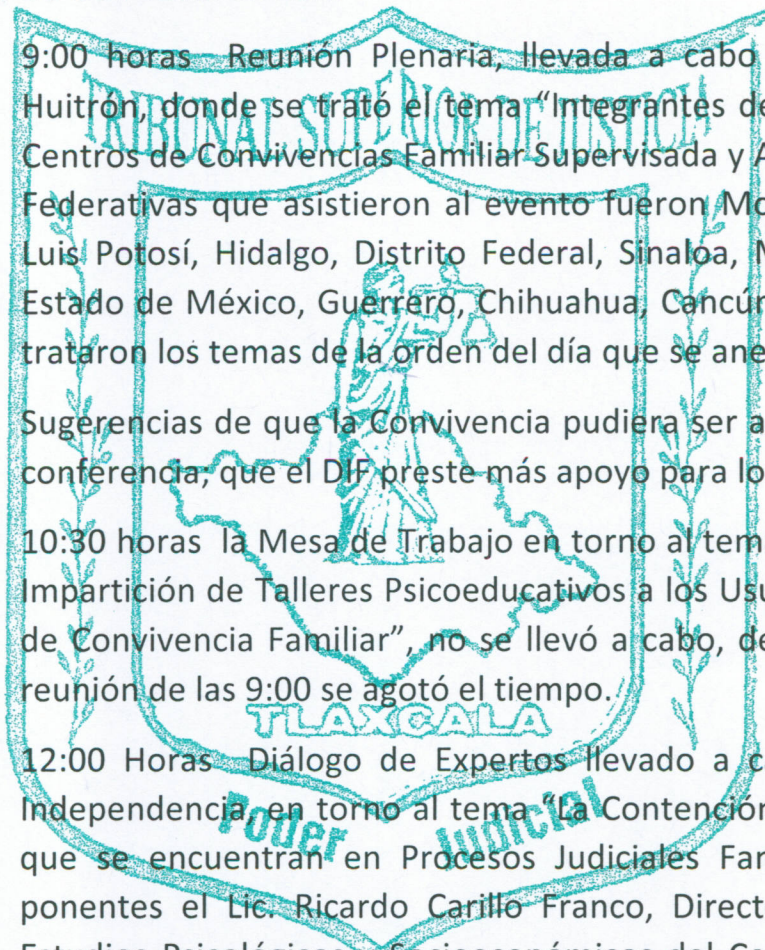 9:00 horas Reunión Plenaria, llevada a cabo
Huitrón, donde se trató el tema “Integrantes de
TRIBUNAL SUPERIOR DE JUSTICIA
Centros de Convivencias Familiar Supervisada y A
Federativas que asistieron al evento fueron Mo
Luis Potosí, Hidalgo, Distrito Federal, Sinaloa, M
Estado de México, Guerrero, Chihuahua, Cancún
trataron los temas de la orden del día que se ane
Sugerencias de que la Convivencia pudiera ser a
conferencia; que el DIF preste más apoyo para lo
10:30 horas la Mesa de Trabajo en torno al tem
Impartición de Talleres Psicoeducativos a los Usu
de Convivencia Familiar”, no se llevó a cabo, de
reunión de las 9:00 se agotó el tiempo.
TLAXCALA
12:00 Horas Diálogo de Expertos llevado a c
Independencia, en torno al tema “La Contención
Poder Judicial
que se encuentran en Procesos Judiciales Fam
ponentes el Lic. Ricardo Carillo Franco, Direct